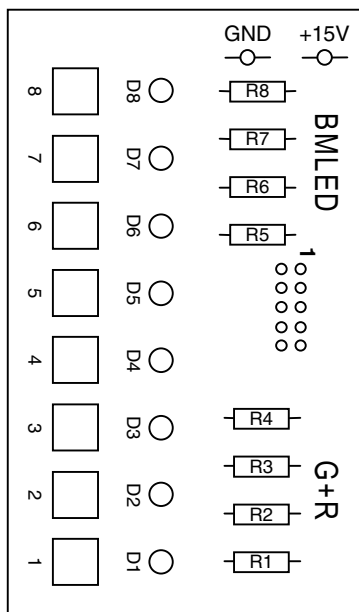 GND +15V
8 D8 R8
7 D7 R7
6 D6 R6
5 D5 R5
BMLED
1
4 D4 R4
3 D3 R3
2 D2 R2
1 D1 R1
G+R